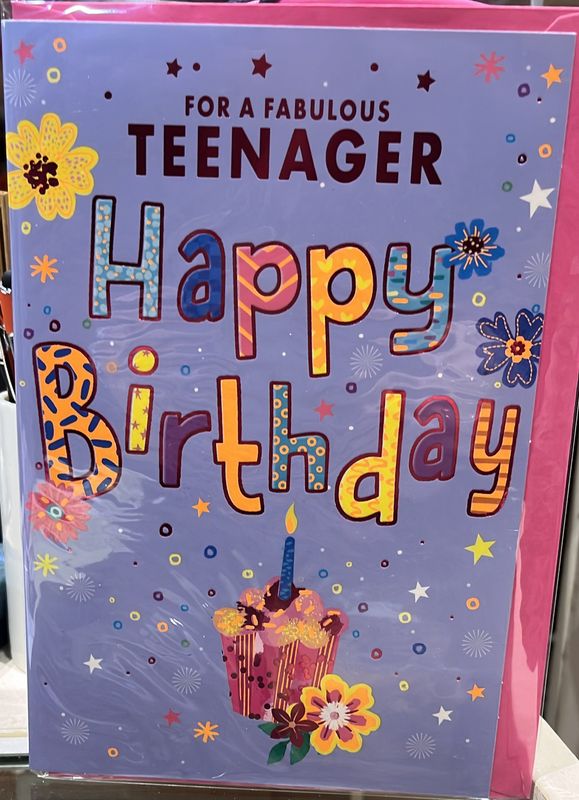 FOR A FABULOUS
TEENAGER
Happy
Birthday